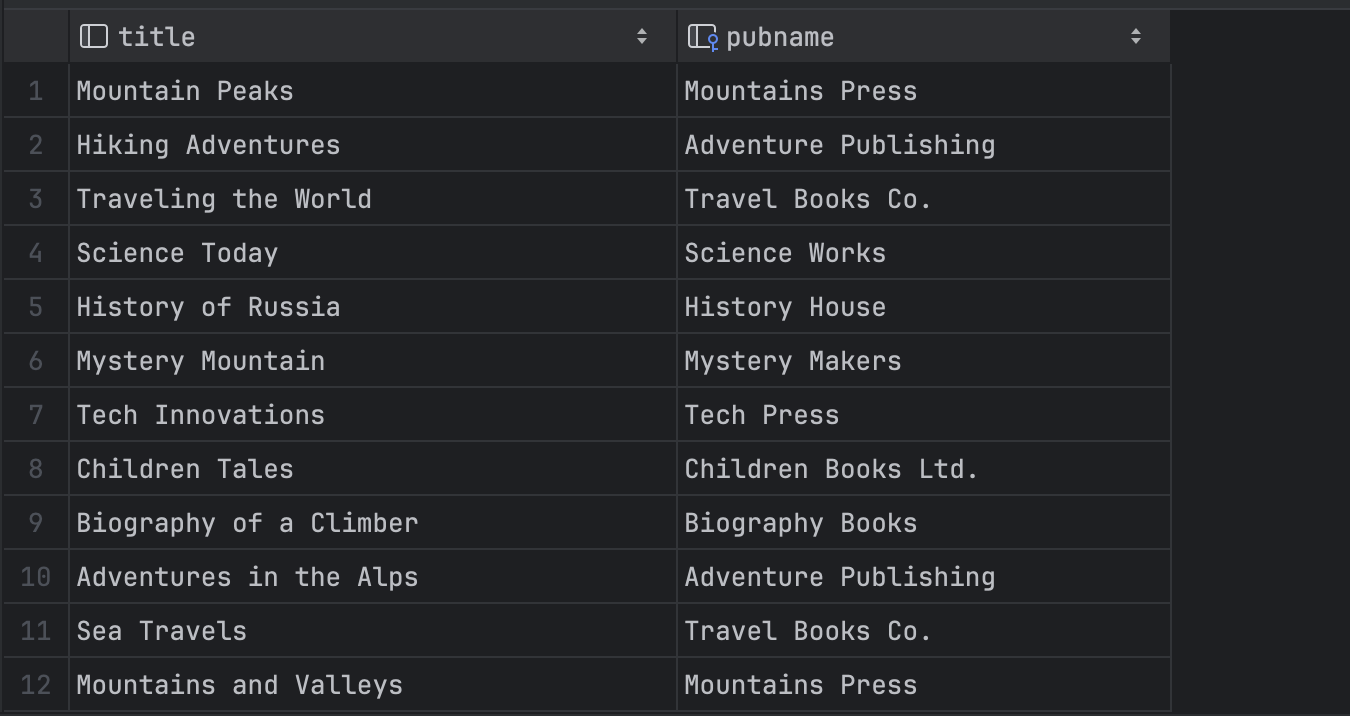 title pubname
1 Mountain Peaks Mountains Press
2 Hiking Adventures Adventure Publishing
3 Traveling the World Travel Books Co.
4 Science Today Science Works
5 History of Russia History House
6 Mystery Mountain Mystery Makers
7 Tech Innovations Tech Press
8 Children Tales Children Books Ltd.
9 Biography of a Climber Biography Books
10 Adventures in the Alps Adventure Publishing
11 Sea Travels Travel Books Co.
12 Mountains and Valleys Mountains Press